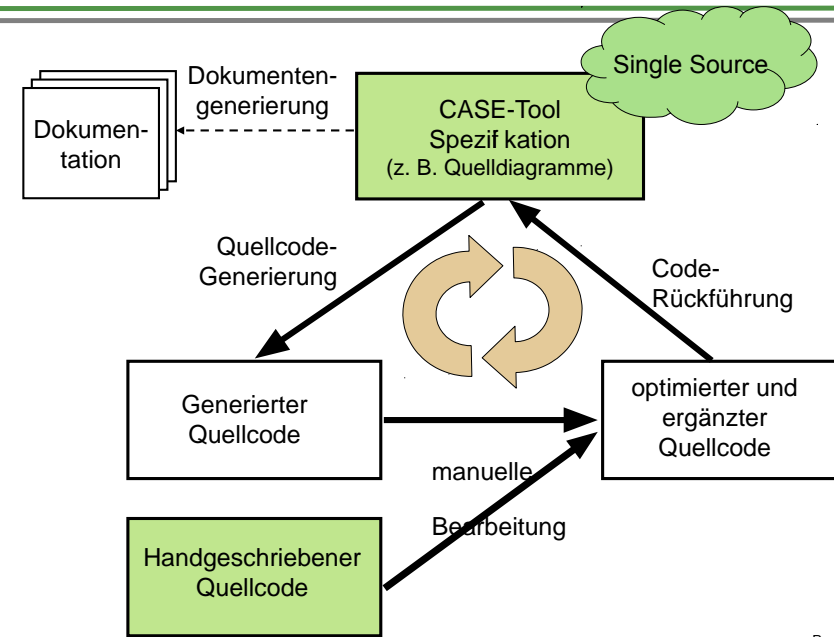 Single Source
Dokumenten-
generierung
CASE-Tool
Spezif kation
(z. B. Quelldiagramme)
Dokumen-
tation
Quellcode-
Generierung
Code-
Rückführung
Generierter
Quellcode
optimierter und
ergänzter
Quellcode
manuelle
Bearbeitung
Handgeschriebener
Quellcode